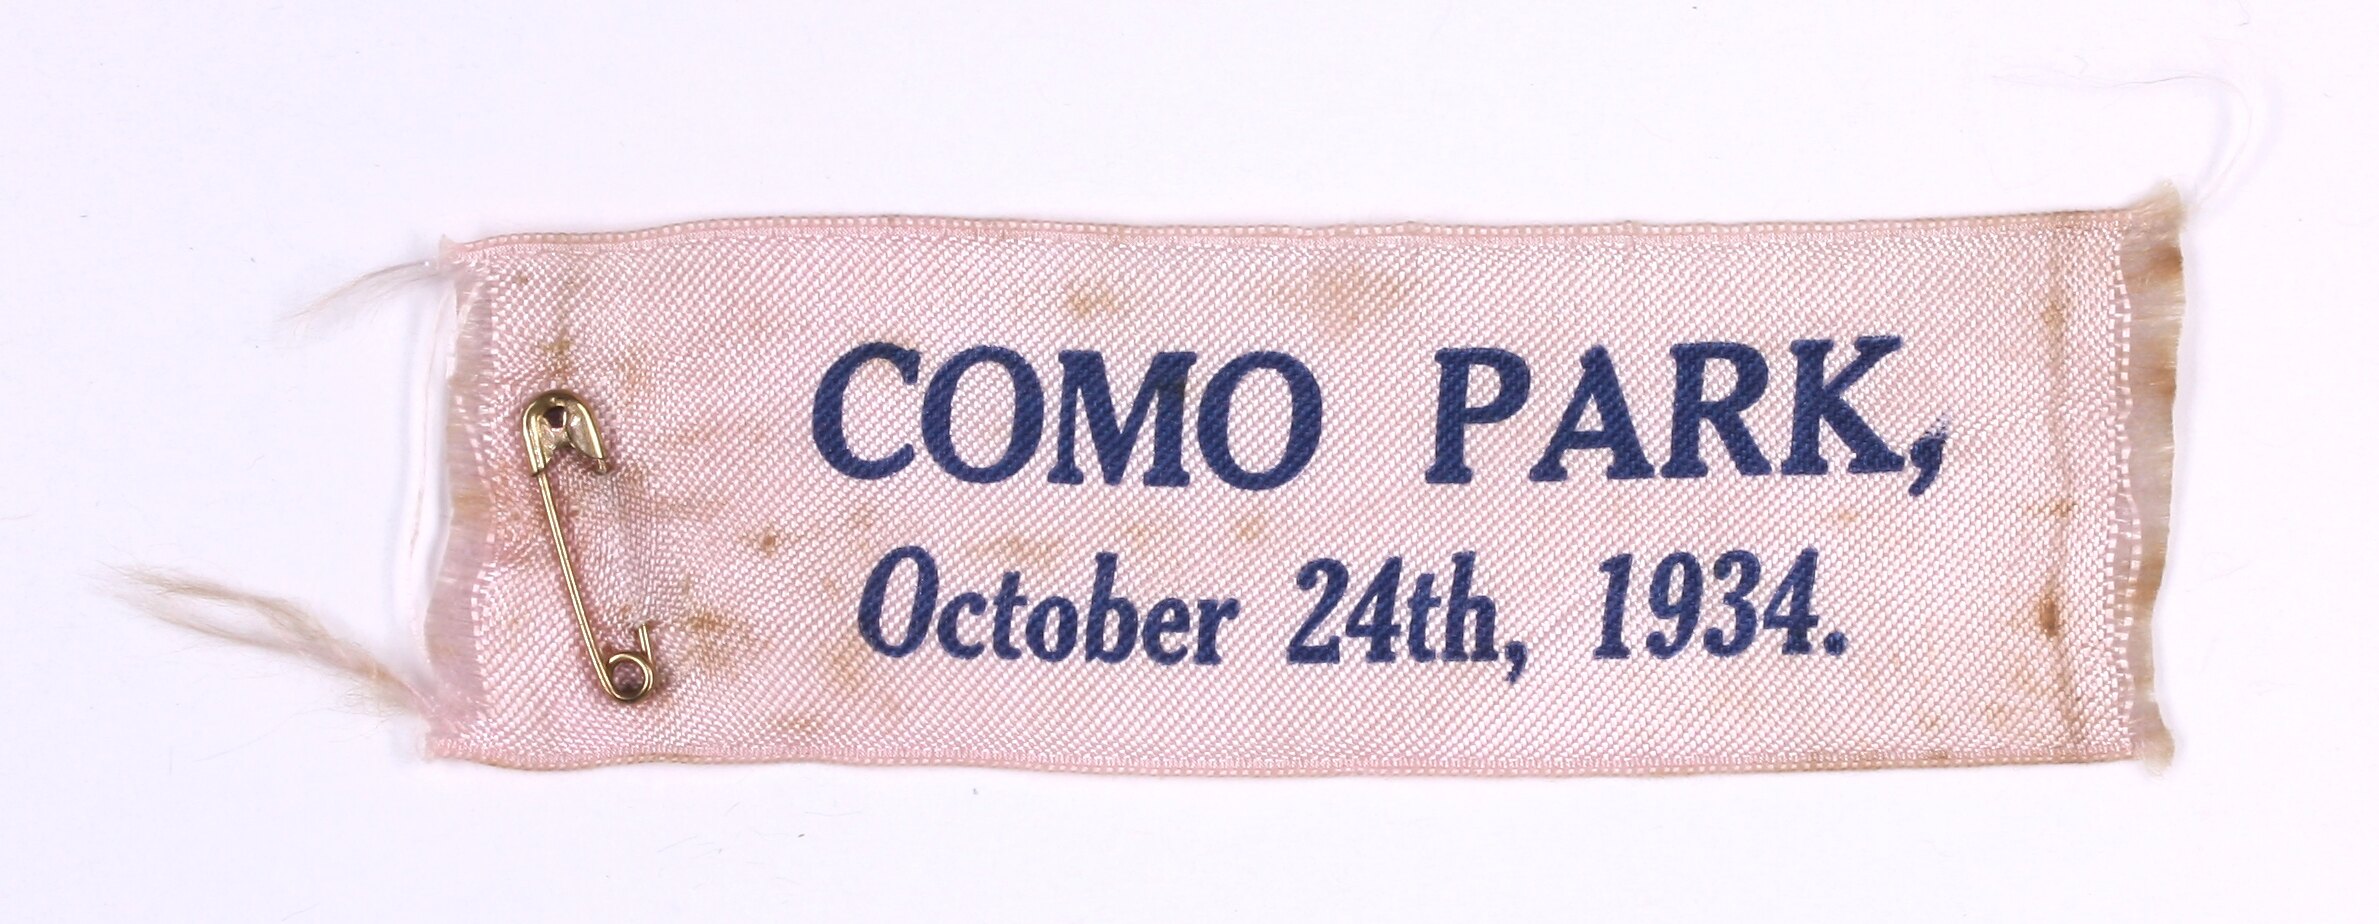 COMO PARK,
October 24th, 1934.